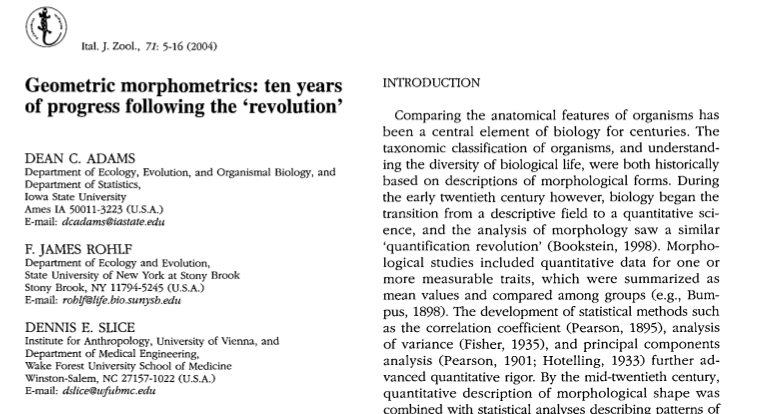 Ital. J. Zool., 71: 5-16 (2004)
Geometric morphometrics: ten years
of progress following the 'revolution'
DEAN C. ADAMS
Department of Ecology, Evolution, and Organismal Biology, and
Department of Statistics,
Iowa State University
Ames IA 50011-3223 (U.S.A.)
E-mail: dcadams@iastate.edu
F. JAMES ROHLF
Department of Ecology and Evolution,
State University of New York at Stony Brook
Stony Brook, NY 11794-5245 (U.S.A.)
E-mail: rohlf@life.bio.sunysb.edu
DENNIS E. SLICE
Institute for Anthropology, University of Vienna, and
Department of Medical Engineering,
Wake Forest University School of Medicine
Winston-Salem, NC 27157-1022 (U.S.A.)
E-mail: dslice@wfubmc.edu
INTRODUCTION
Comparing the anatomical features of organisms has
been a central element of biology for centuries. The
taxonomic classification of organisms, and understand-
ing the diversity of biological life, were both historically
based on descriptions of morphological forms. During
the early twentieth century however, biology began the
transition from a descriptive field to a quantitative sci-
ence, and the analysis of morphology saw a similar
'quantification revolution' (Bookstein, 1998). Morpho-
logical studies included quantitative data for one or
more measurable traits, which were summarized as
mean values and compared among groups (e.g., Bum-
pus, 1898). The development of statistical methods such
as the correlation coefficient (Pearson, 1895), analysis
of variance (Fisher, 1935), and principal components
analysis (Pearson, 1901; Hotelling, 1933) further ad-
vanced quantitative rigor. By the mid-twentieth century,
quantitative description of morphological shape was
combined with statistical analyses describing patterns of